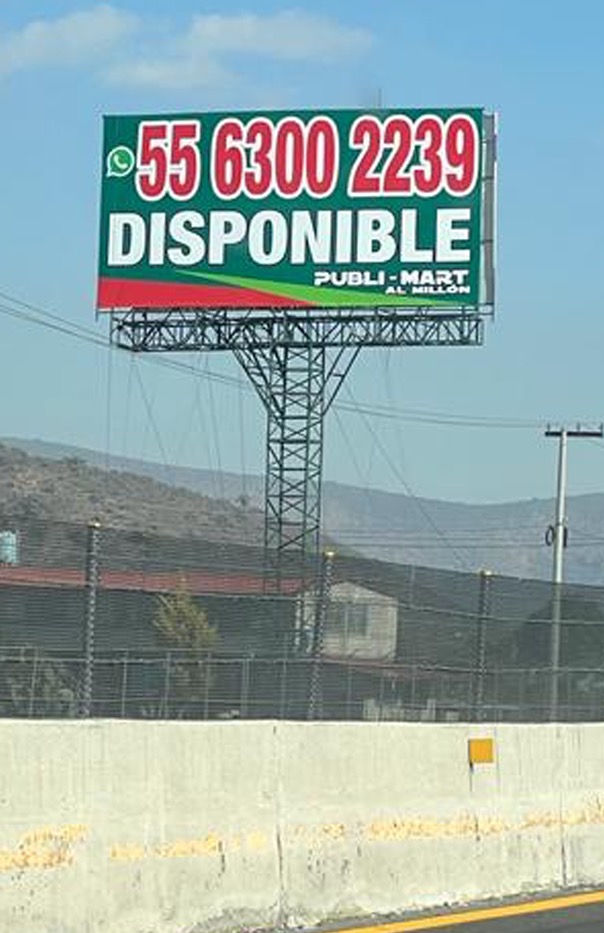 55 6300 2239
DISPONIBLE
PUBLI - MART
AL MILLÓN